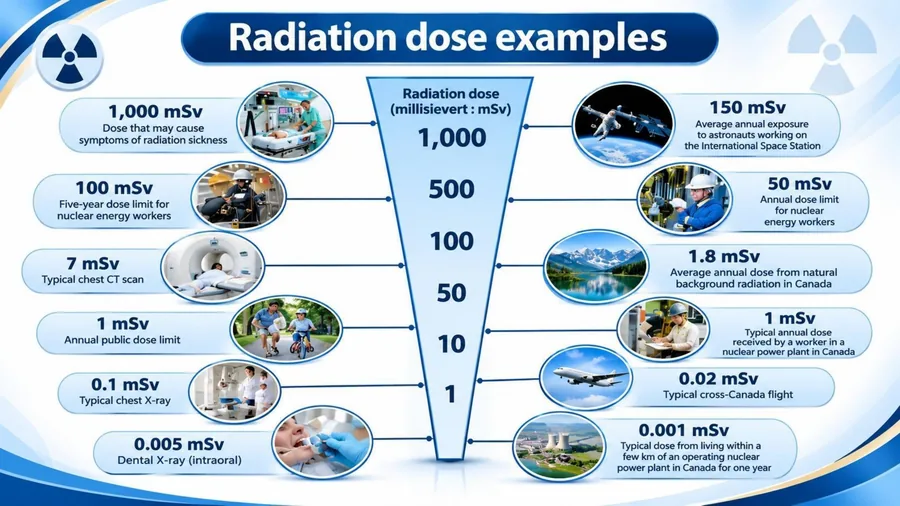 Radiation dose examples
Radiation dose
(millisievert : mSv)
1,000
500
100
50
10
1
1,000 mSv
Dose that may cause
symptoms of radiation sickness
100 mSv
Five-year dose limit for
nuclear energy workers
7 mSv
Typical chest CT scan
1 mSv
Annual public dose limit
0.1 mSv
Typical chest X-ray
0.005 mSv
Dental X-ray (intraoral)
150 mSv
Average annual exposure
to astronauts working on
the International Space Station
50 mSv
Annual dose limit
for nuclear
energy workers
1.8 mSv
Average annual dose from natural
background radiation in Canada
1 mSv
Typical annual dose
received by a worker in a
nuclear power plant in Canada
0.02 mSv
Typical cross-Canada flight
0.001 mSv
Typical dose from living within a
few km of an operating nuclear
power plant in Canada for one year